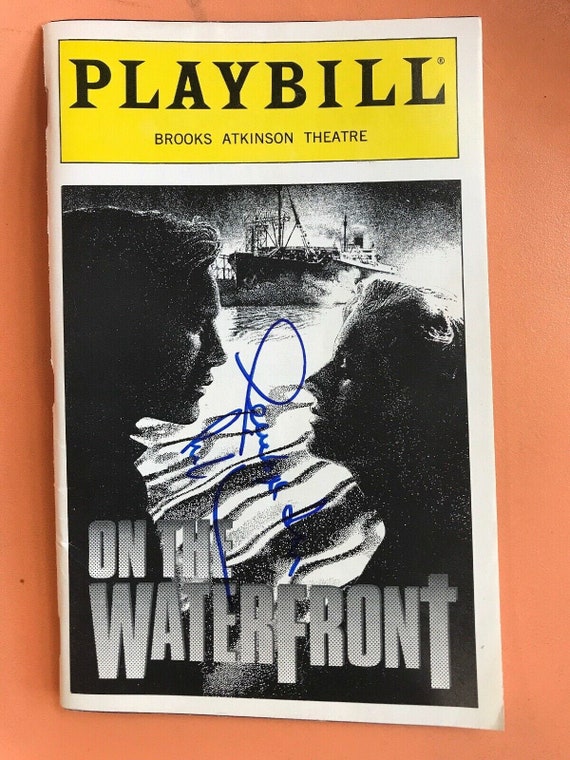 PLAYBILL®
BROOKS ATKINSON THEATRE
ON THE
WATERFRONT